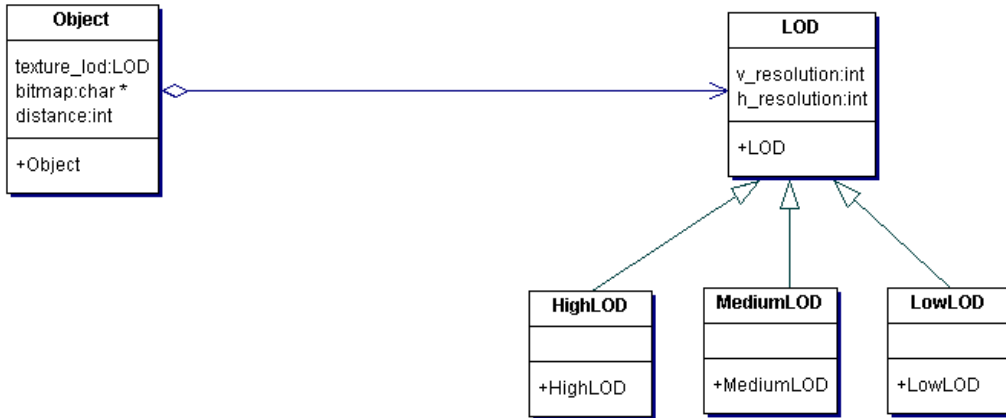 Object
texture_lod:LOD
bitmap:char *
distance:int
+Object
LOD
v_resolution:int
h_resolution:int
+LOD
HighLOD
+HighLOD
MediumLOD
+MediumLOD
LowLOD
+LowLOD